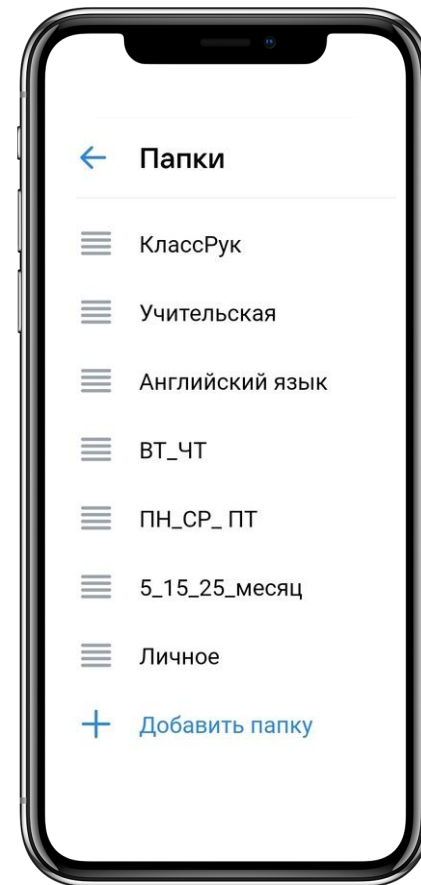 Папки
КлассРук
Учительская
Английский язык
ВТ_ЧТ
ПН_СР_ ПТ
5_15_25_месяц
Личное
Добавить папку